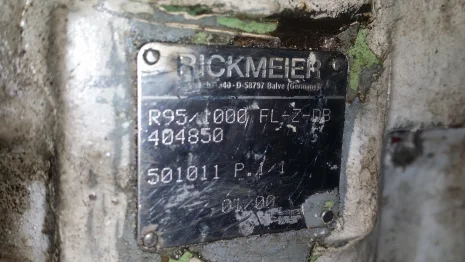 RICKMEIER
D-58797 Balve (Germany)
R95/1000 FL-Z-DB
404850
501011 P.1/1
01/00